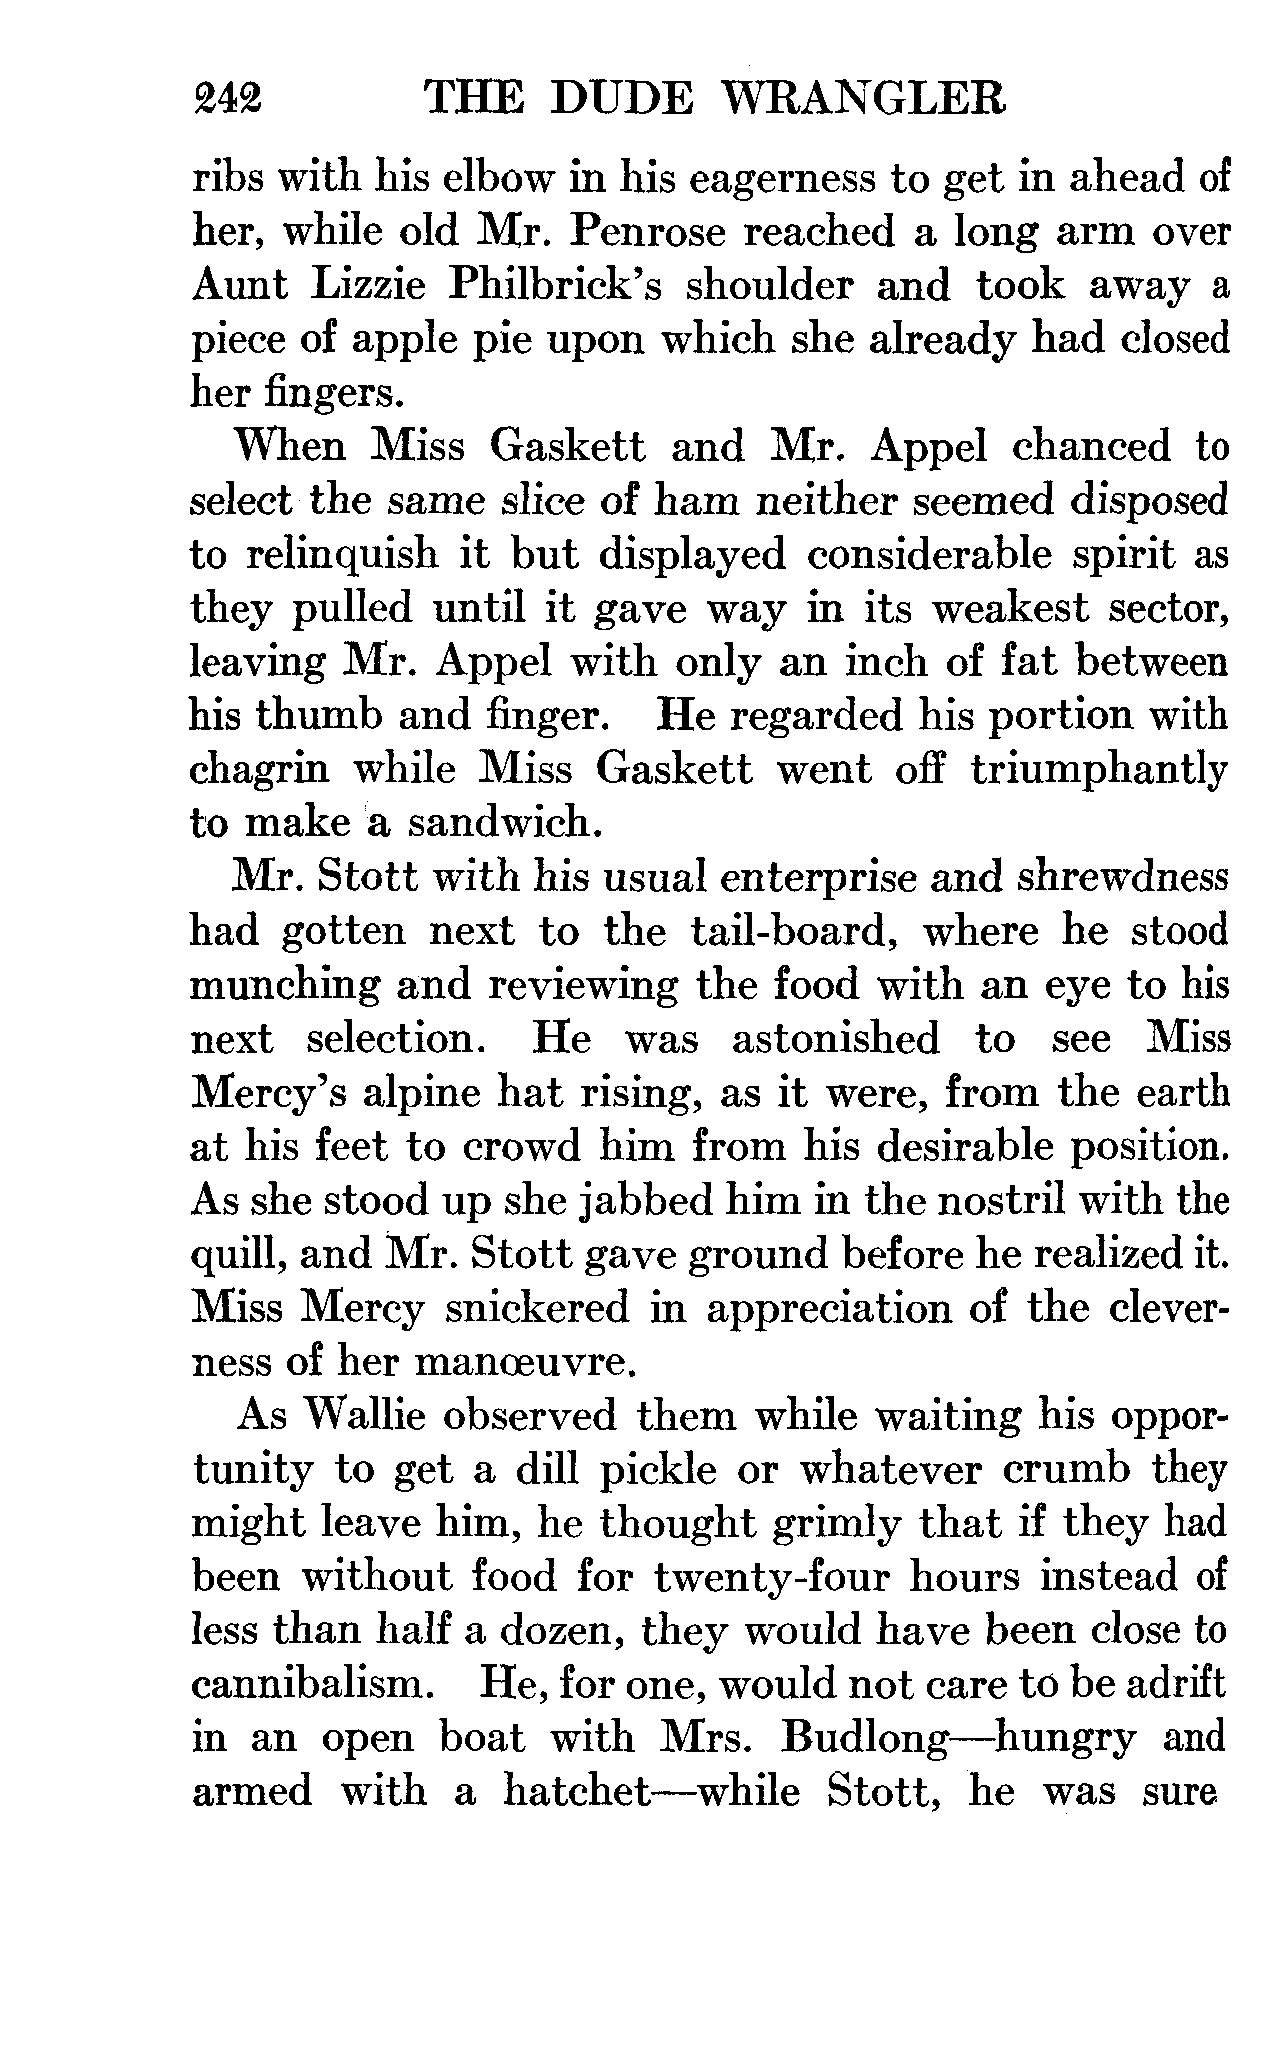 242 THE DUDE WRANGLER
ribs with his elbow in his eagerness to get in ahead of
her, while old Mr. Penrose reached a long arm over
Aunt Lizzie Philbrick's shoulder and took away a
piece of apple pie upon which she already had closed
her fingers.
When Miss Gaskett and Mr. Appel chanced to
select the same slice of ham neither seemed disposed
to relinquish it but displayed considerable spirit as
they pulled until it gave way in its weakest sector,
leaving Mr. Appel with only an inch of fat between
his thumb and finger. He regarded his portion with
chagrin while Miss Gaskett went off triumphantly
to make a sandwich.
Mr. Stott with his usual enterprise and shrewdness
had gotten next to the tail-board, where he stood
munching and reviewing the food with an eye to his
next selection. He was astonished to see Miss
Mercy's alpine hat rising, as it were, from the earth
at his feet to crowd him from his desirable position.
As she stood up she jabbed him in the nostril with the
quill, and Mr. Stott gave ground before he realized it.
Miss Mercy snickered in appreciation of the clever-
ness of her manœuvre.
As Wallie observed them while waiting his oppor-
tunity to get a dill pickle or whatever crumb they
might leave him, he thought grimly that if they had
been without food for twenty-four hours instead of
less than half a dozen, they would have been close to
cannibalism. He, for one, would not care to be adrift
in an open boat with Mrs. Budlong—hungry and
armed with a hatchet—while Stott, he was sure